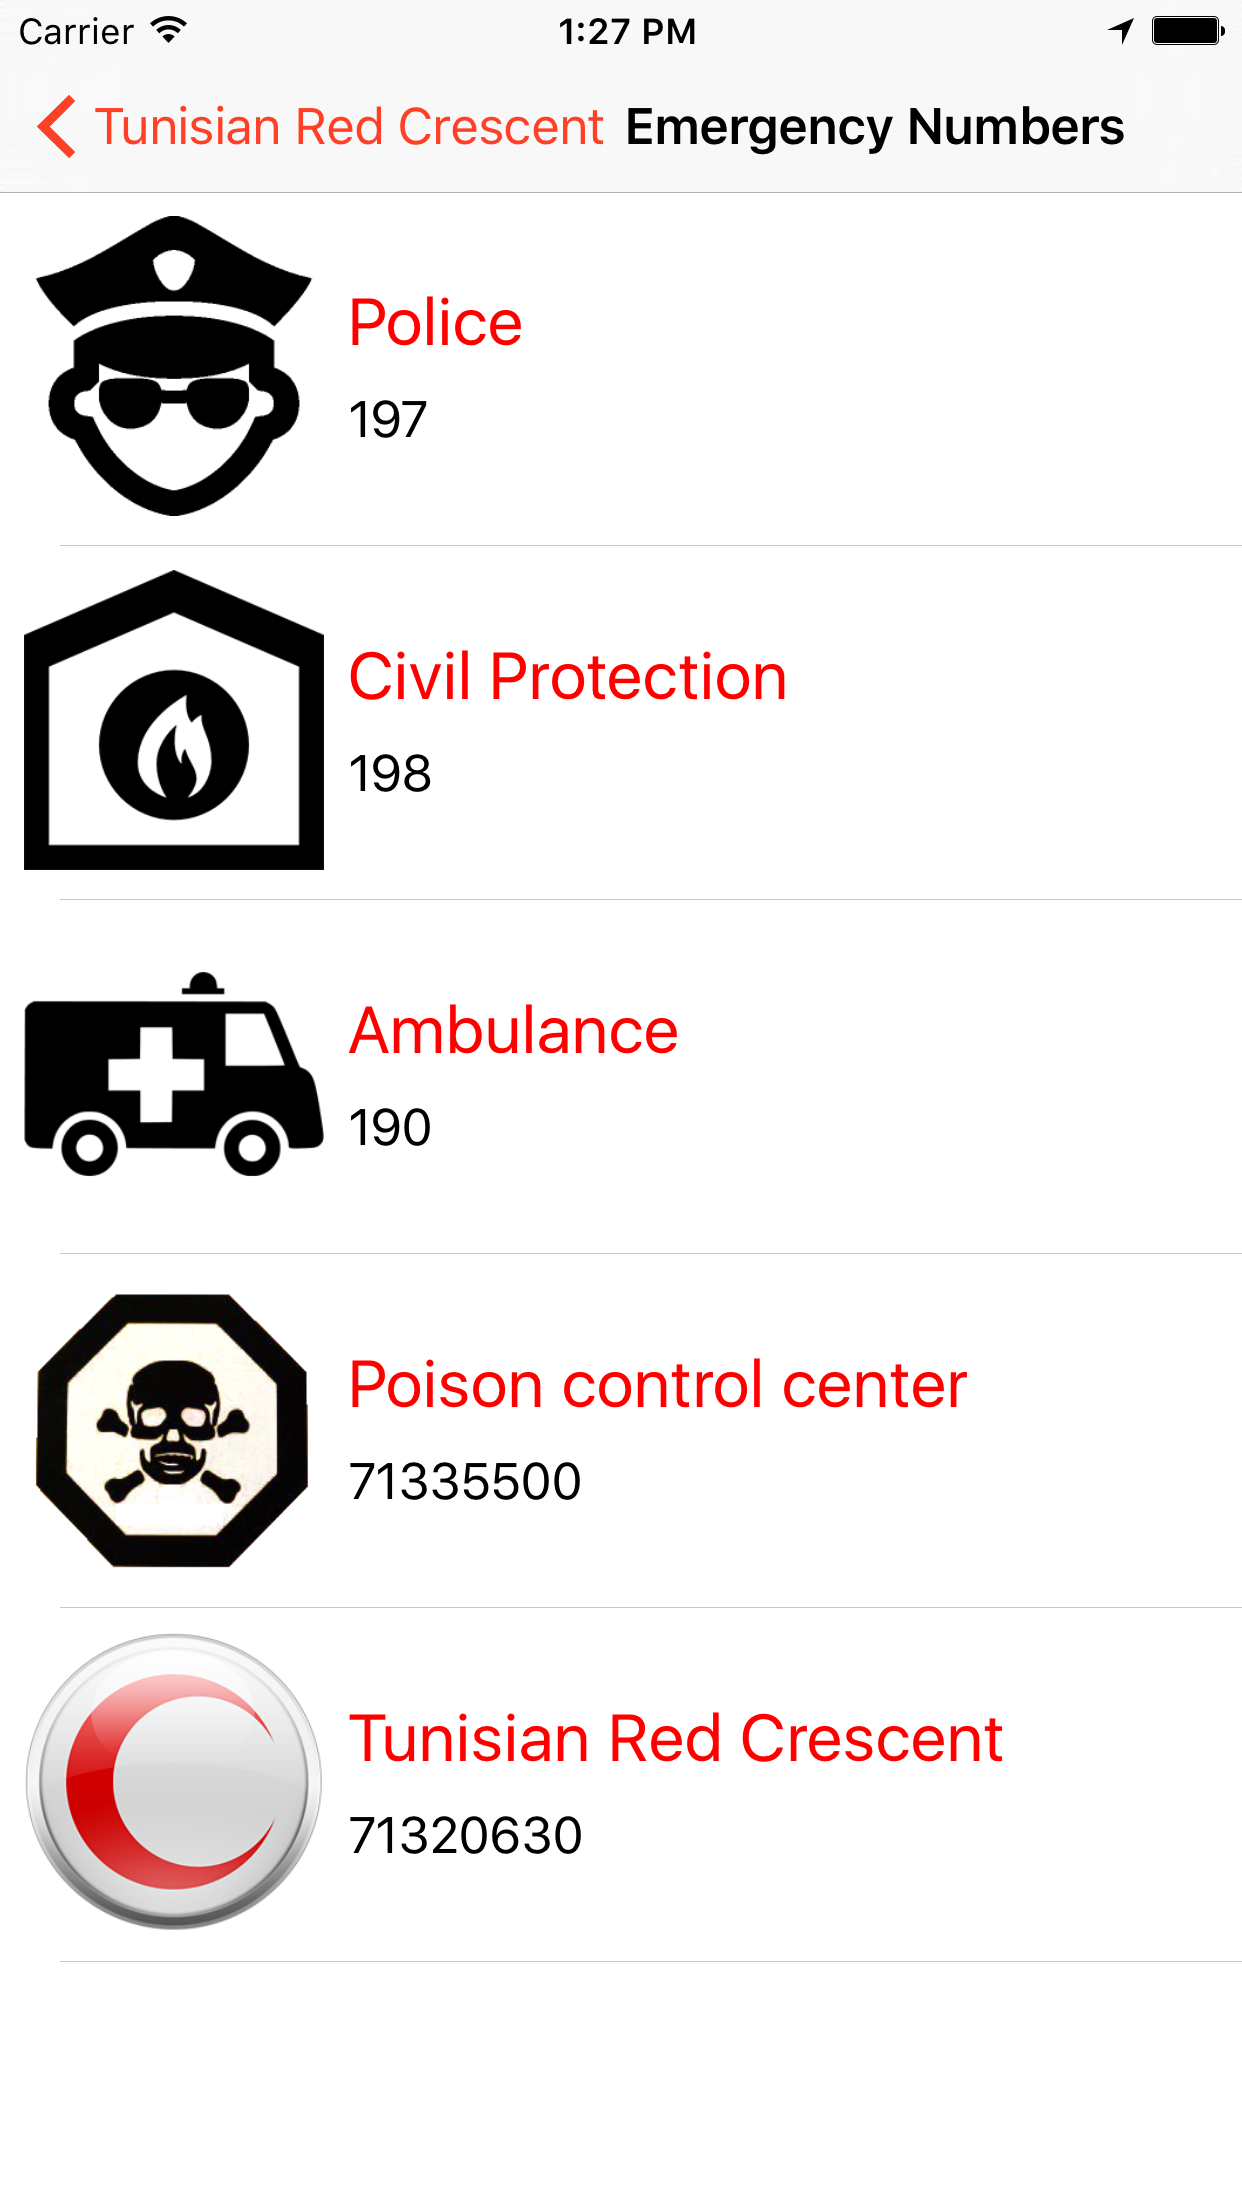 Carrier 1:27 PM
Tunisian Red Crescent Emergency Numbers
Police
197
Civil Protection
198
Ambulance
190
Poison control center
71335500
Tunisian Red Crescent
71320630